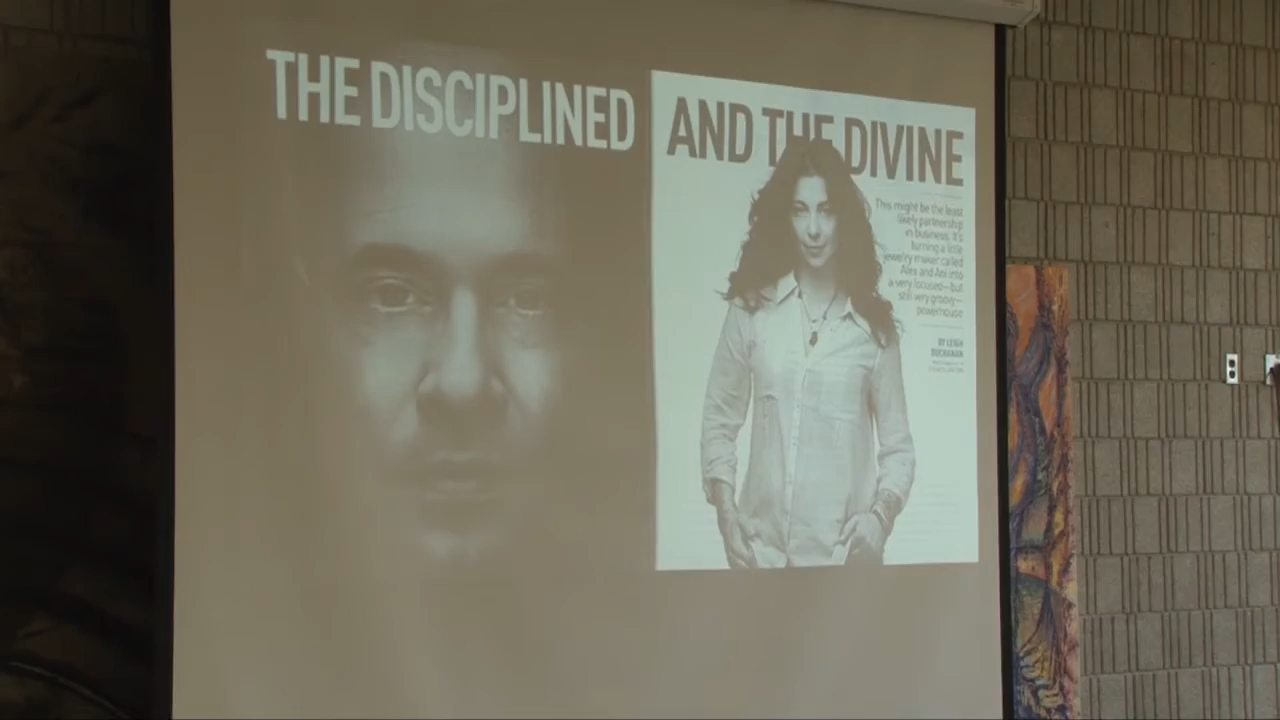 THE DISCIPLINED
AND THE DIVINE
This might be the least
likely partnership
in business. It's
turning a little
jewelry maker called
Alex and Ani into
a very focused—but
still very groovy—
powerhouse
BY LEIGH
BUCHANAN